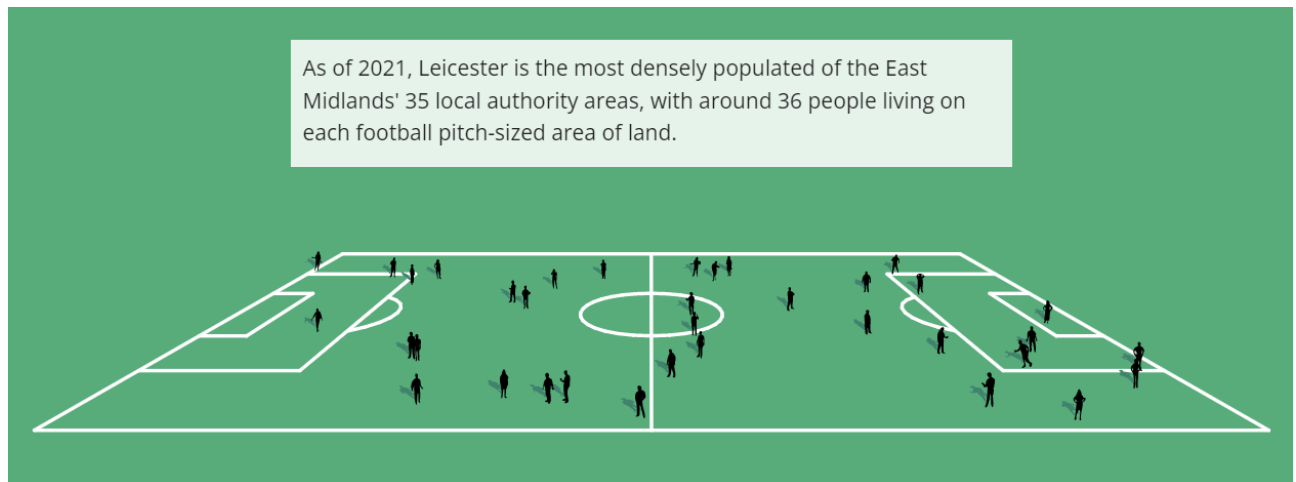 As of 2021, Leicester is the most densely populated of the East
Midlands' 35 local authority areas, with around 36 people living on
each football pitch-sized area of land.